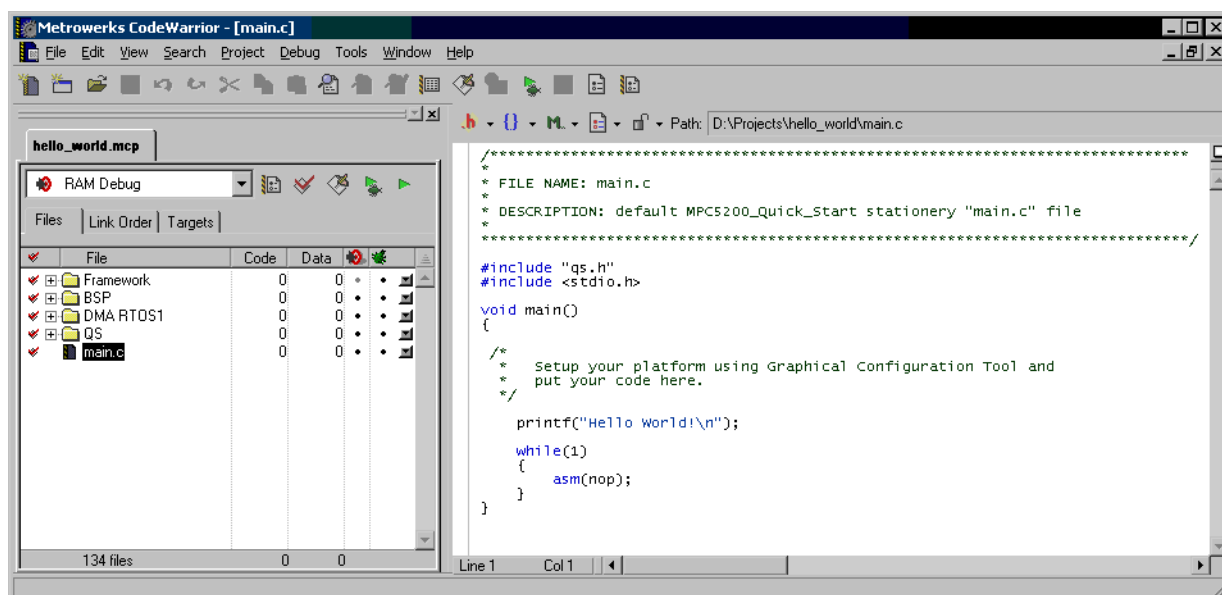 Metrowerks CodeWarrior - [main.c]
File Edit View Search Project Debug Tools Window Help
hello_world.mcp
RAM Debug
Files Link Order Targets
File Code Data
Framework 0 0
BSP 0 0
DMA RTOS1 0 0
QS 0 0
main.c 0 0
134 files 0 0
.h {} M. Path: D:\Projects\hello_world\main.c
/******************************************************************************
*
* FILE NAME: main.c
*
* DESCRIPTION: default MPC5200_Quick_Start stationery "main.c" file
*
*******************************************************************************/
#include "qs.h"
#include <stdio.h>
void main()
{
/*
* Setup your platform using Graphical Configuration Tool and
* put your code here.
*/
printf("Hello World!\n");
while(1)
{
asm(nop);
}
}
Line 1 Col 1